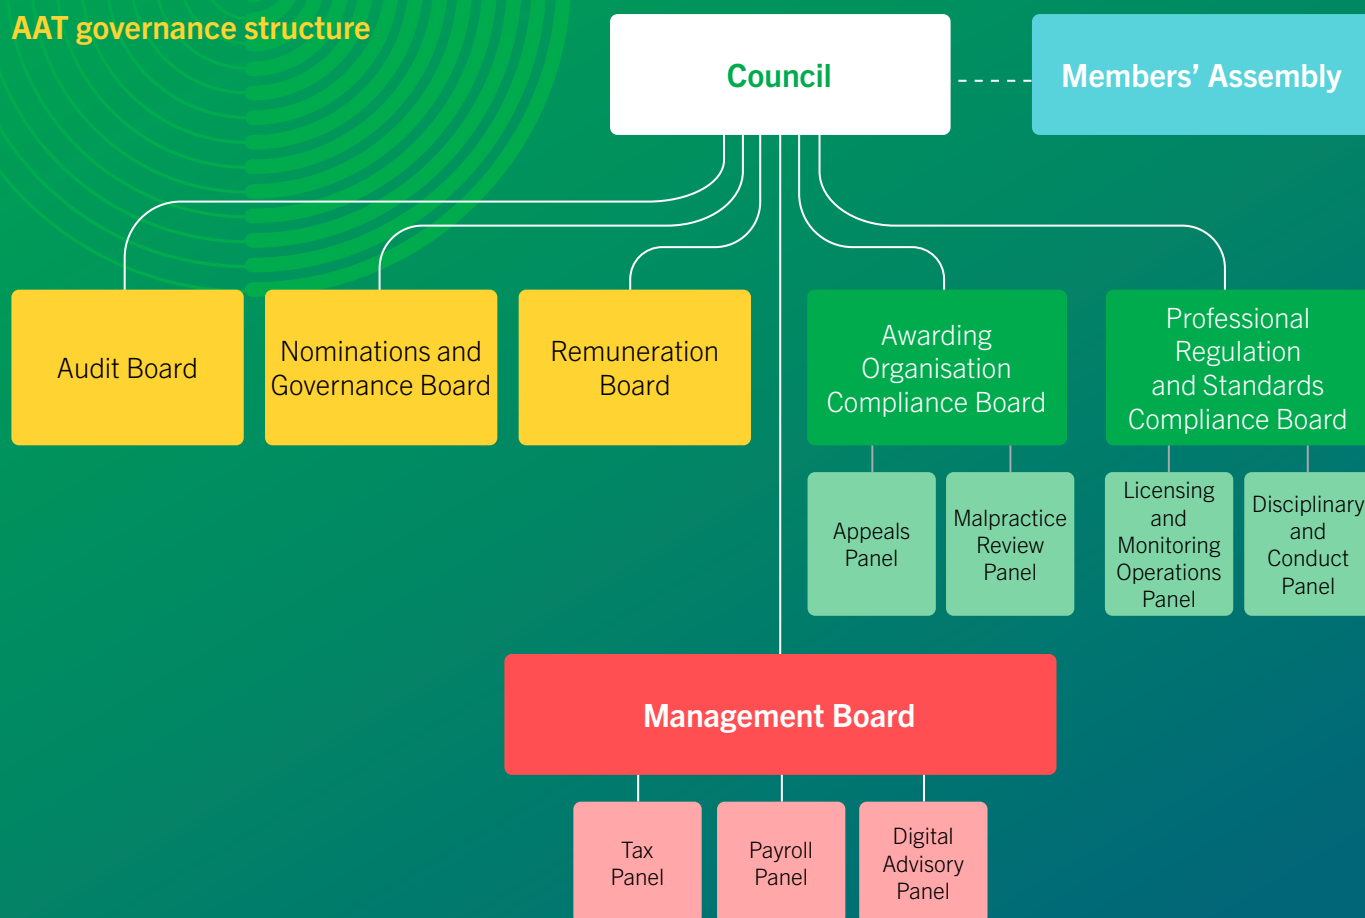 AAT governance structure
Council
Members’ Assembly
Audit Board
Nominations and
Governance Board
Remuneration
Board
Awarding
Organisation
Compliance Board
Professional
Regulation
and Standards
Compliance Board
Appeals
Panel
Malpractice
Review
Panel
Licensing
and
Monitoring
Operations
Panel
Disciplinary
and
Conduct
Panel
Management Board
Tax
Panel
Payroll
Panel
Digital
Advisory
Panel